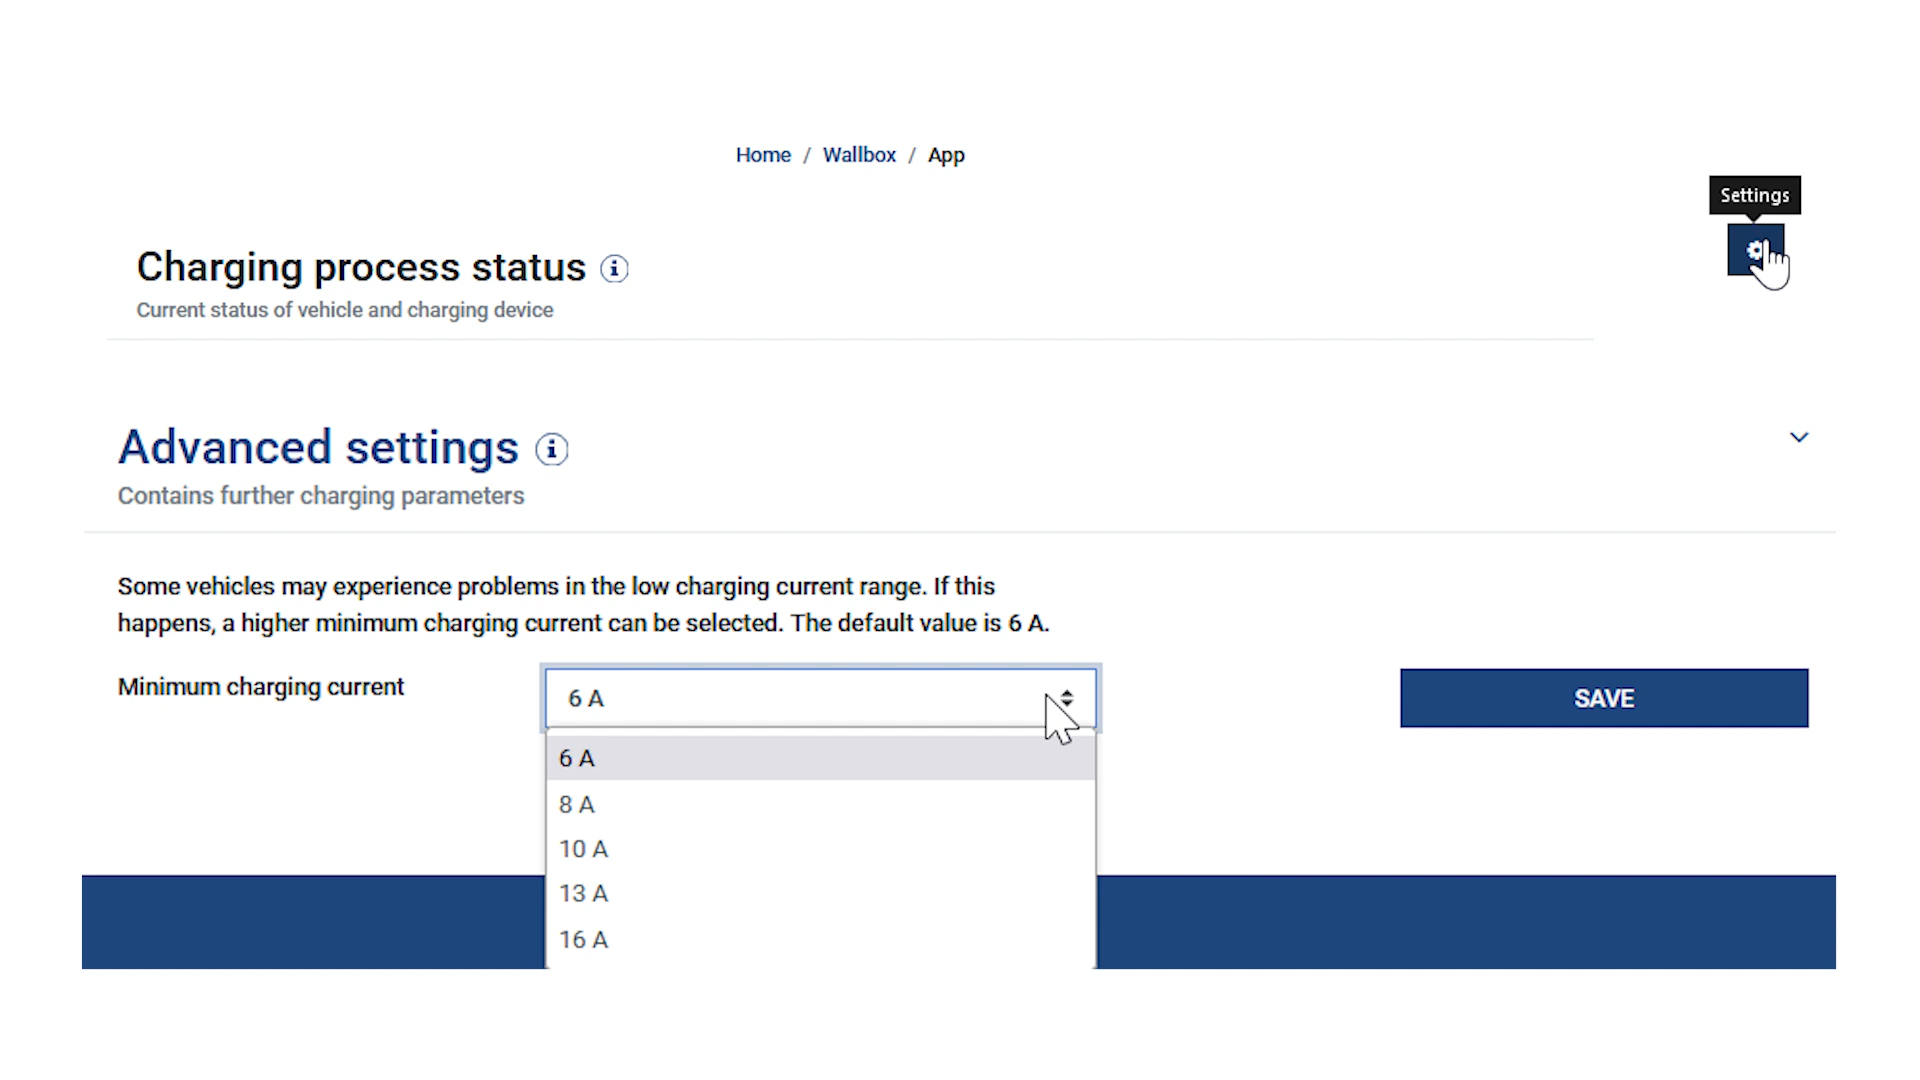 Home / Wallbox / App
Settings
Charging process status
Current status of vehicle and charging device
Advanced settings
Contains further charging parameters
Some vehicles may experience problems in the low charging current range. If this
happens, a higher minimum charging current can be selected. The default value is 6 A.
Minimum charging current
6 A
SAVE
6 A
8 A
10 A
13 A
16 A